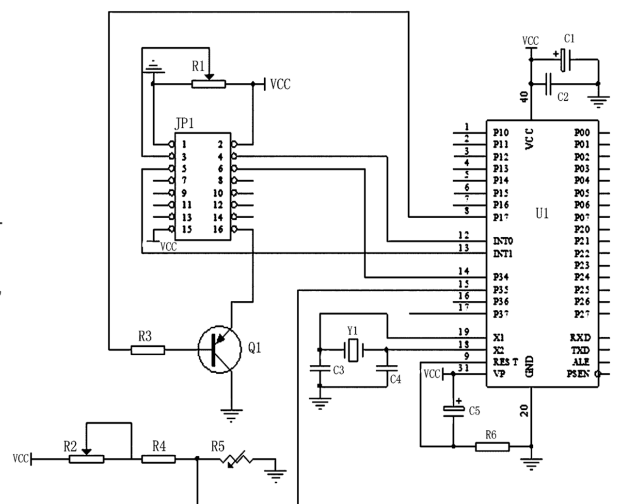 VCC
C1
C2
40
R1
VCC
JP1
1 2
3 4
5 6
7 8
9 10
11 12
13 14
15 16
VCC
VCC
U1
1 P10 P00
2 P11 P01
3 P12 P02
4 P13 P03
5 P14 P04
6 P15 P05
7 P16 P06
8 P17 P07
P20
12 INT0 P21
13 INT1 P22
P23
14 P34 P24
15 P35 P25
16 P36 P26
17 P37 P27
19 X1 RXD
18 X2 TXD
9 REST ALE
31 VP PSEN
GND
20
R3
Q1
Y1
C3
C4
VCC
C5
R6
VCC
R2
R4
R5